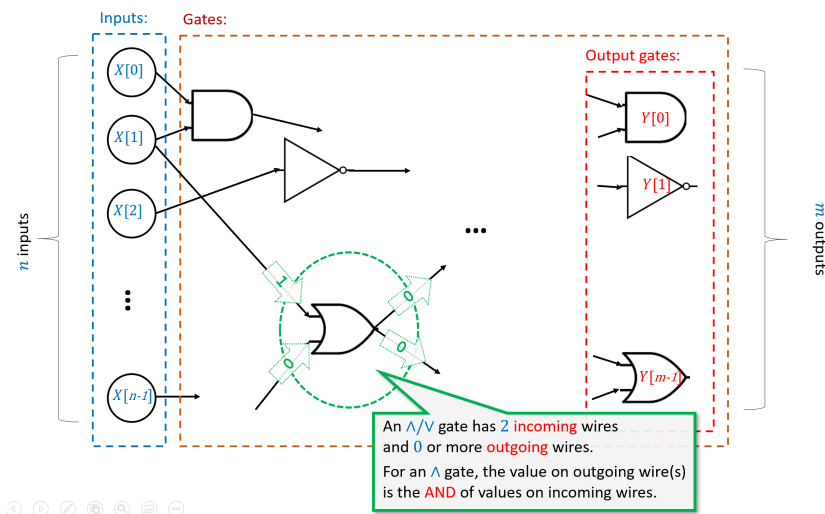 Inputs:
Gates:
Output gates:
X[0]
X[1]
X[2]
X[n-1]
n inputs
Y[0]
Y[1]
Y[m-1]
m outputs
...
...
1
0
0
0
An ∧/∨ gate has 2 incoming wires
and 0 or more outgoing wires.
For an ∧ gate, the value on outgoing wire(s)
is the AND of values on incoming wires.